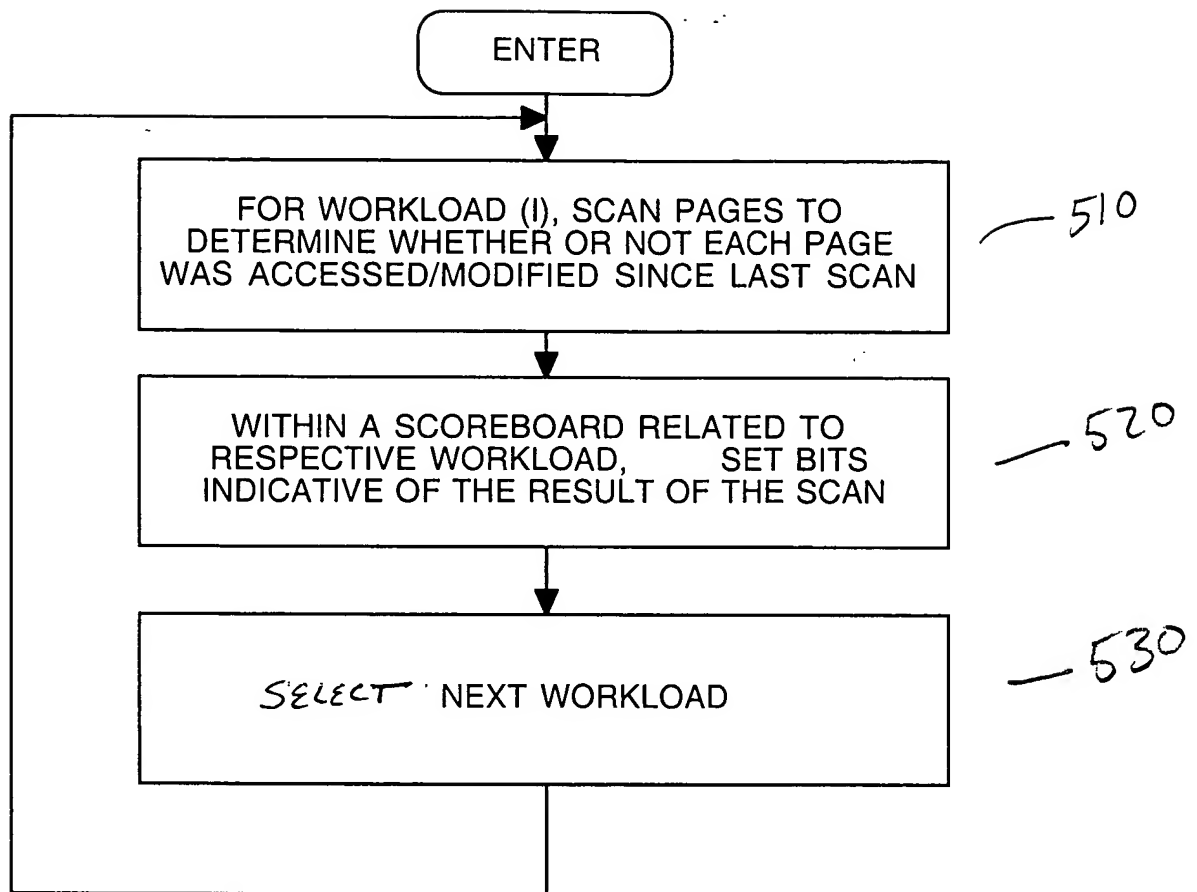 ENTER
FOR WORKLOAD (I), SCAN PAGES TO
DETERMINE WHETHER OR NOT EACH PAGE
WAS ACCESSED/MODIFIED SINCE LAST SCAN
510
WITHIN A SCOREBOARD RELATED TO
RESPECTIVE WORKLOAD, SET BITS
INDICATIVE OF THE RESULT OF THE SCAN
520
SELECT NEXT WORKLOAD
530